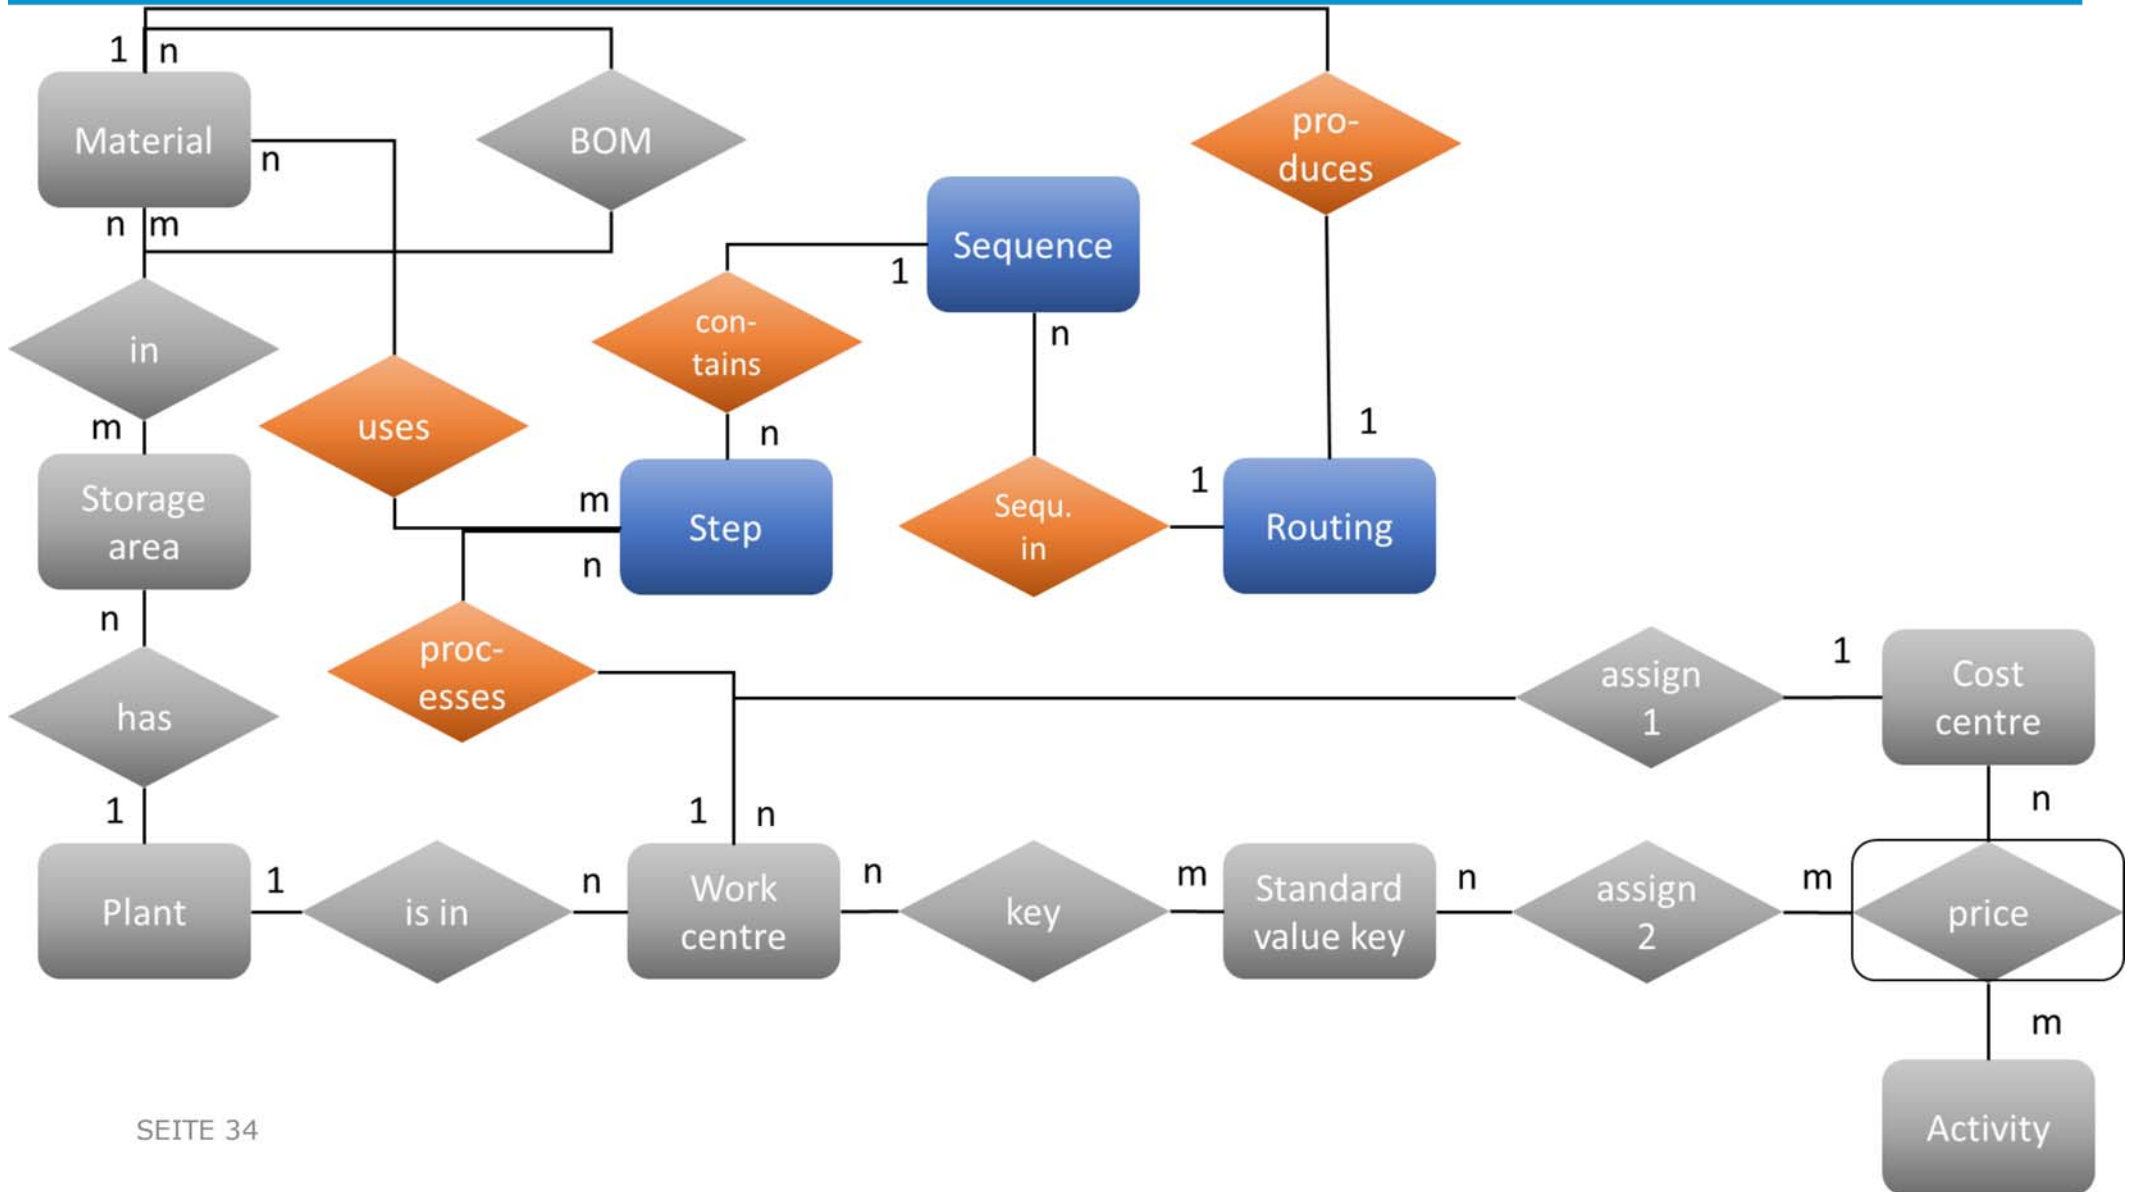 1 n
Material
n
BOM
pro-
duces
n m
Sequence
1
in
con-
tains
n
m
uses
n
1
Storage
area
m
Step
n
Sequ.
in
1
Routing
n
proc-
esses
assign
1
1
Cost
centre
has
1
1 n
n
Plant
1
is in
n
Work
centre
n
key
m
Standard
value key
n
assign
2
m
price
m
Activity
SEITE 34